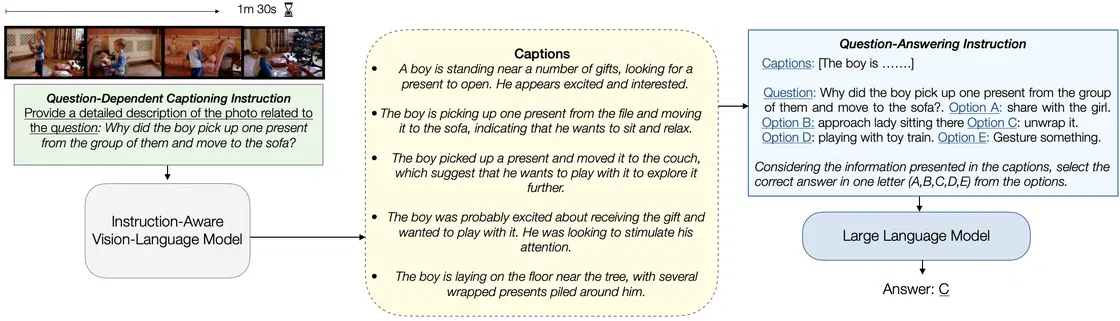 1m 30s
Question-Dependent Captioning Instruction
Provide a detailed description of the photo related to
the question: Why did the boy pick up one present
from the group of them and move to the sofa?
Instruction-Aware
Vision-Language Model
Captions
• A boy is standing near a number of gifts, looking for a
present to open. He appears excited and interested.
• The boy is picking up one present from the file and moving
it to the sofa, indicating that he wants to sit and relax.
• The boy picked up a present and moved it to the couch,
which suggest that he wants to play with it to explore it
further.
• The boy was probably excited about receiving the gift and
wanted to play with it. He was looking to stimulate his
attention.
• The boy is laying on the floor near the tree, with several
wrapped presents piled around him.
Question-Answering Instruction
Captions: [The boy is …….]
Question: Why did the boy pick up one present from the group
of them and move to the sofa?. Option A: share with the girl.
Option B: approach lady sitting there Option C: unwrap it.
Option D: playing with toy train. Option E: Gesture something.
Considering the information presented in the captions, select the
correct answer in one letter (A,B,C,D,E) from the options.
Large Language Model
Answer: C